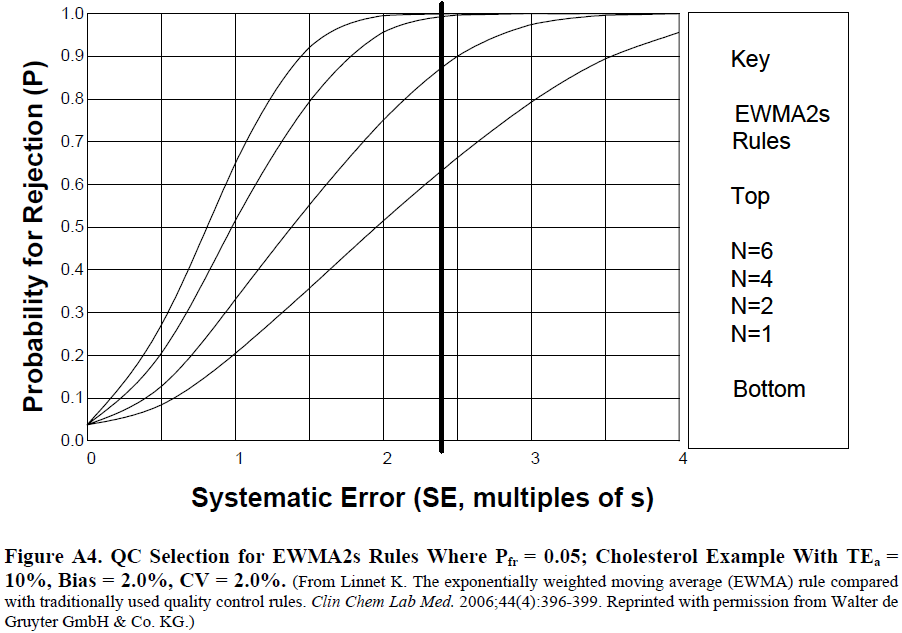 Probability for Rejection (P)
1.0
0.9
0.8
0.7
0.6
0.5
0.4
0.3
0.2
0.1
0.0
0 1 2 3 4
Systematic Error (SE, multiples of s)
Key
EWMA2s
Rules
Top
N=6
N=4
N=2
N=1
Bottom
Figure A4. QC Selection for EWMA2s Rules Where Pfr = 0.05; Cholesterol Example With TEa =
10%, Bias = 2.0%, CV = 2.0%. (From Linnet K. The exponentially weighted moving average (EWMA) rule compared
with traditionally used quality control rules. Clin Chem Lab Med. 2006;44(4):396-399. Reprinted with permission from Walter de
Gruyter GmbH & Co. KG.)